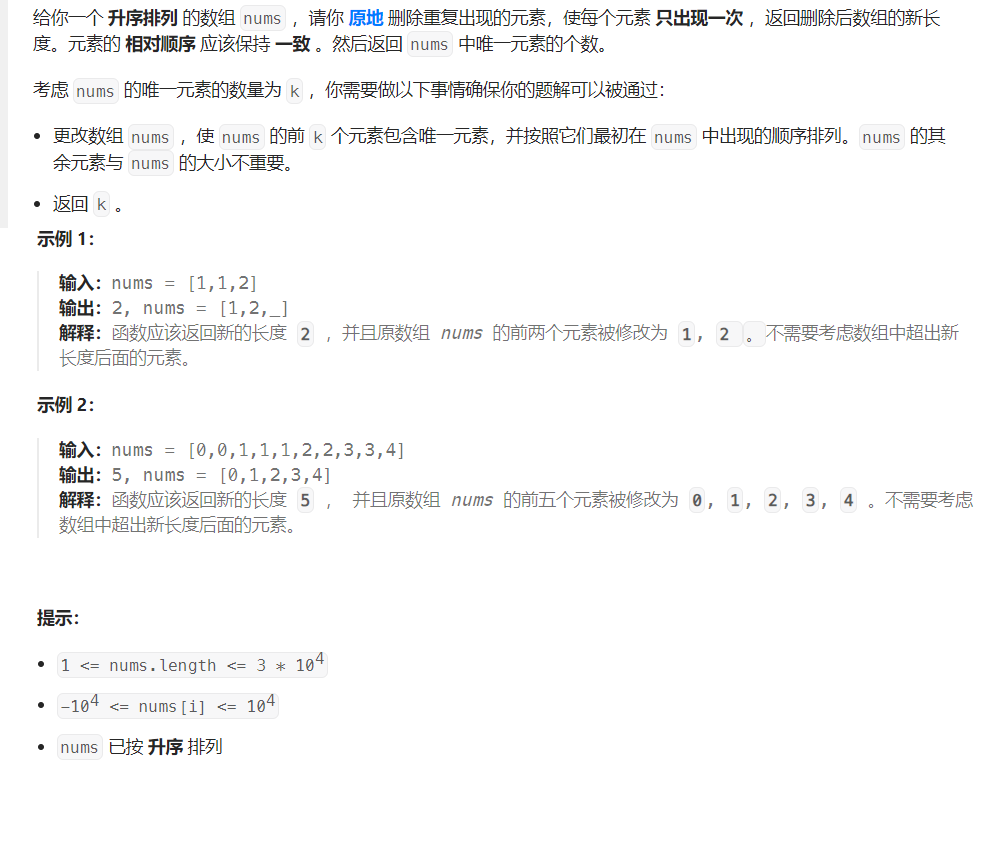 给你一个 升序排列 的数组 nums ，请你 原地 删除重复出现的元素，使每个元素 只出现一次 ，返回删除后数组的新长
度。元素的 相对顺序 应该保持 一致 。然后返回 nums 中唯一元素的个数。
考虑 nums 的唯一元素的数量为 k ，你需要做以下事情确保你的题解可以被通过：
• 更改数组 nums ，使 nums 的前 k 个元素包含唯一元素，并按照它们最初在 nums 中出现的顺序排列。nums 的其
余元素与 nums 的大小不重要。
• 返回 k 。
示例 1：
输入：nums = [1,1,2]
输出：2, nums = [1,2,_]
解释：函数应该返回新的长度 2 ，并且原数组 nums 的前两个元素被修改为 1, 2 。不需要考虑数组中超出新
长度后面的元素。
示例 2：
输入：nums = [0,0,1,1,1,2,2,3,3,4]
输出：5, nums = [0,1,2,3,4]
解释：函数应该返回新的长度 5 ， 并且原数组 nums 的前五个元素被修改为 0, 1, 2, 3, 4 。不需要考虑
数组中超出新长度后面的元素。
提示：
• 1 <= nums.length <= 3 * 10⁴
• -10⁴ <= nums[i] <= 10⁴
• nums 已按 升序 排列